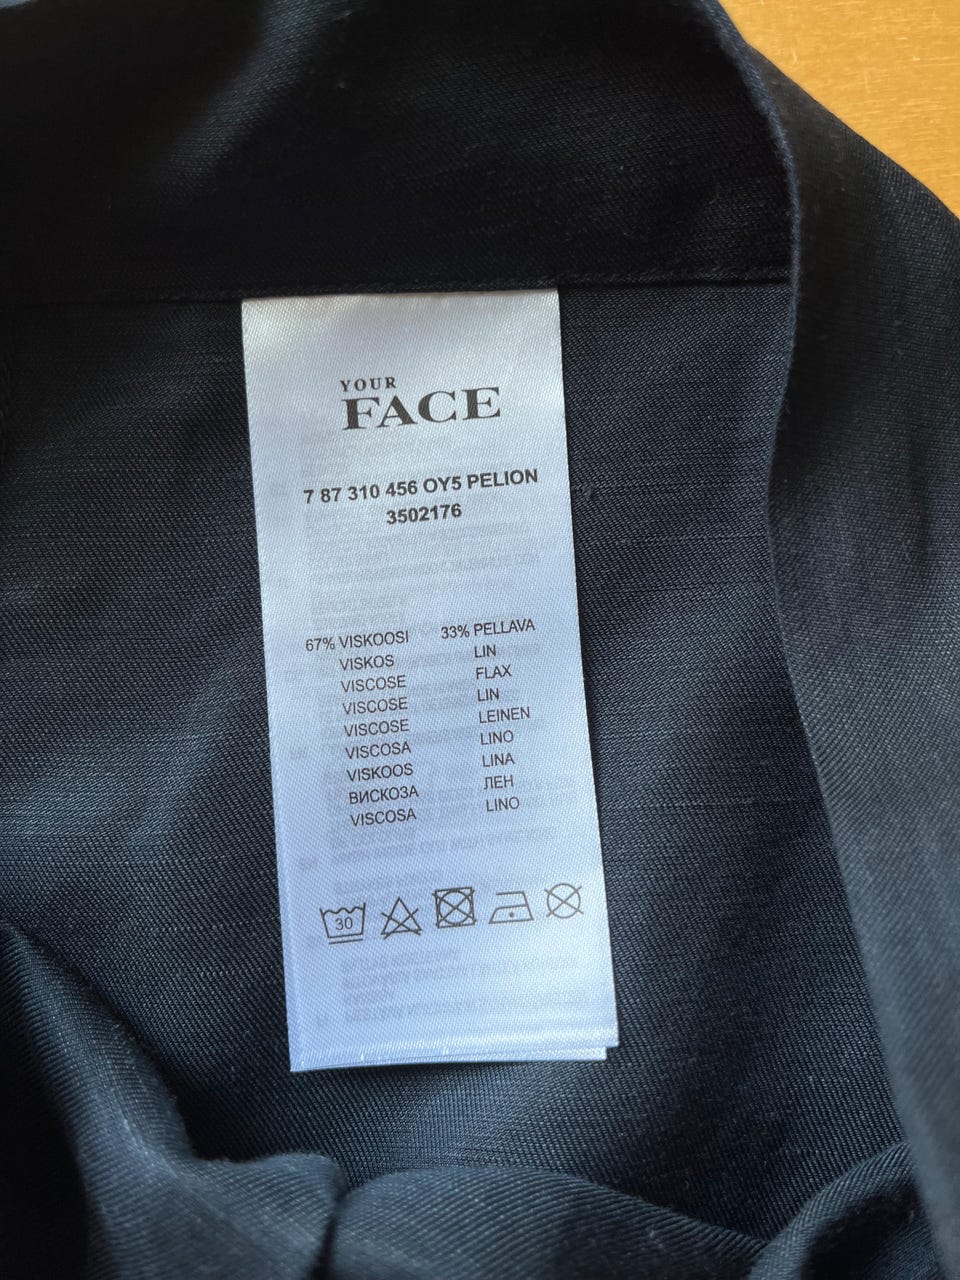 YOUR
FACE
7 87 310 456 OY5 PELION
3502176
67% VISKOOSI 33% PELLAVA
VISKOS LIN
VISCOSE FLAX
VISCOSE LIN
VISCOSE LEINEN
VISCOSA LINO
VISKOOS LINA
ВИСКОЗА ЛЕН
VISCOSA LINO
30